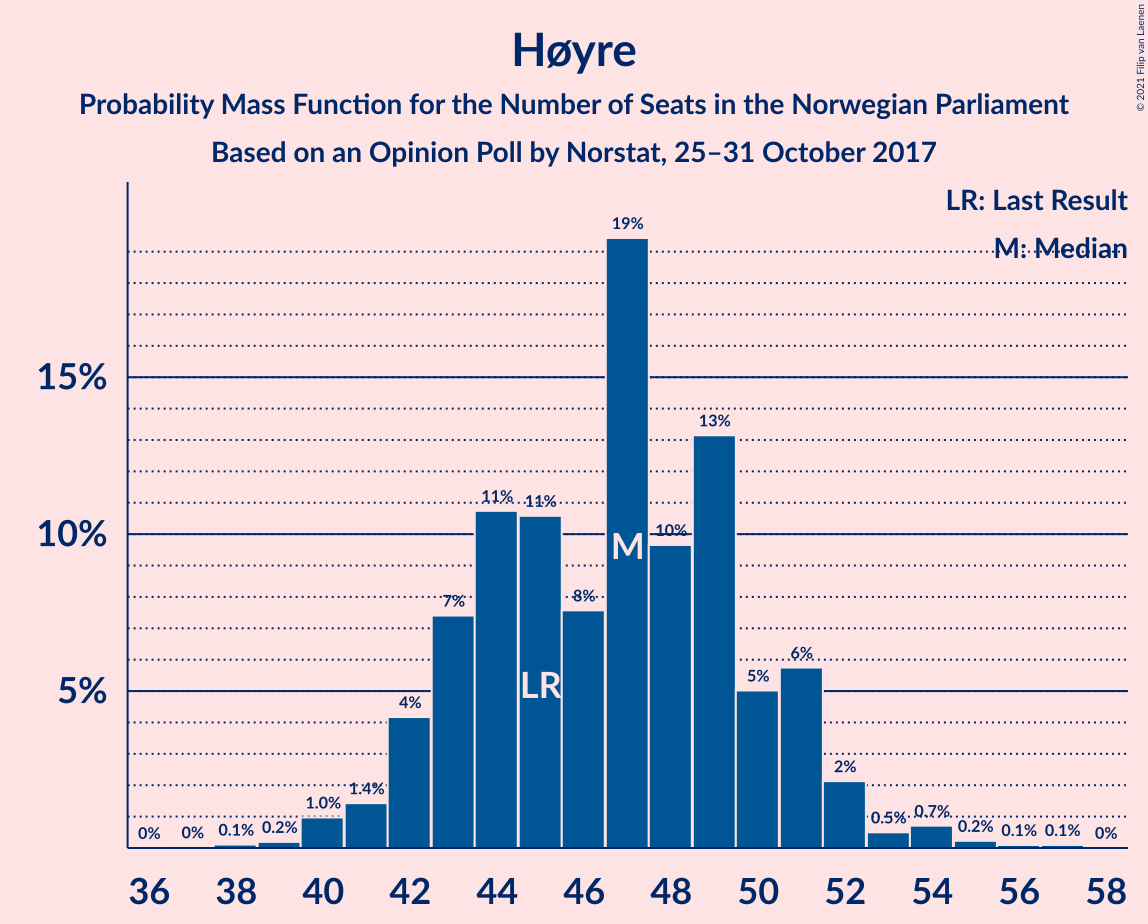 Høyre
Probability Mass Function for the Number of Seats in the Norwegian Parliament
Based on an Opinion Poll by Norstat, 25–31 October 2017
© 2021 Filip van Laenen
LR: Last Result
M: Median
15%
10%
5%
0% 0% 0.1% 0.2% 1.0% 1.4% 4% 7% 11% 11% 8% 19% 10% 13% 5% 6% 2% 0.5% 0.7% 0.2% 0.1% 0.1% 0%
LR
M
36 38 40 42 44 46 48 50 52 54 56 58